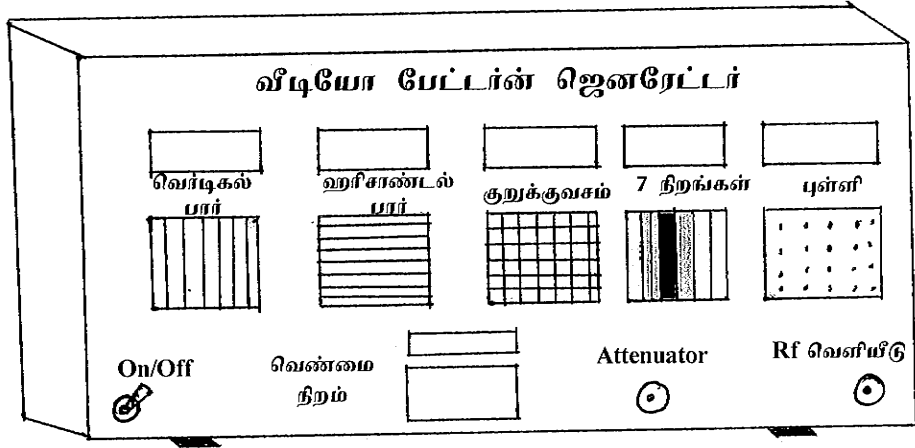 வீடியோ பேட்டர்ன் ஜெனரேட்டர்
வெர்டிகல்
பார்
ஹரிசாண்டல்
பார்
குறுக்குவசம்
7 நிறங்கள்
புள்ளி
On/Off
வெண்மை
நிறம்
Attenuator
Rf வெளியீடு